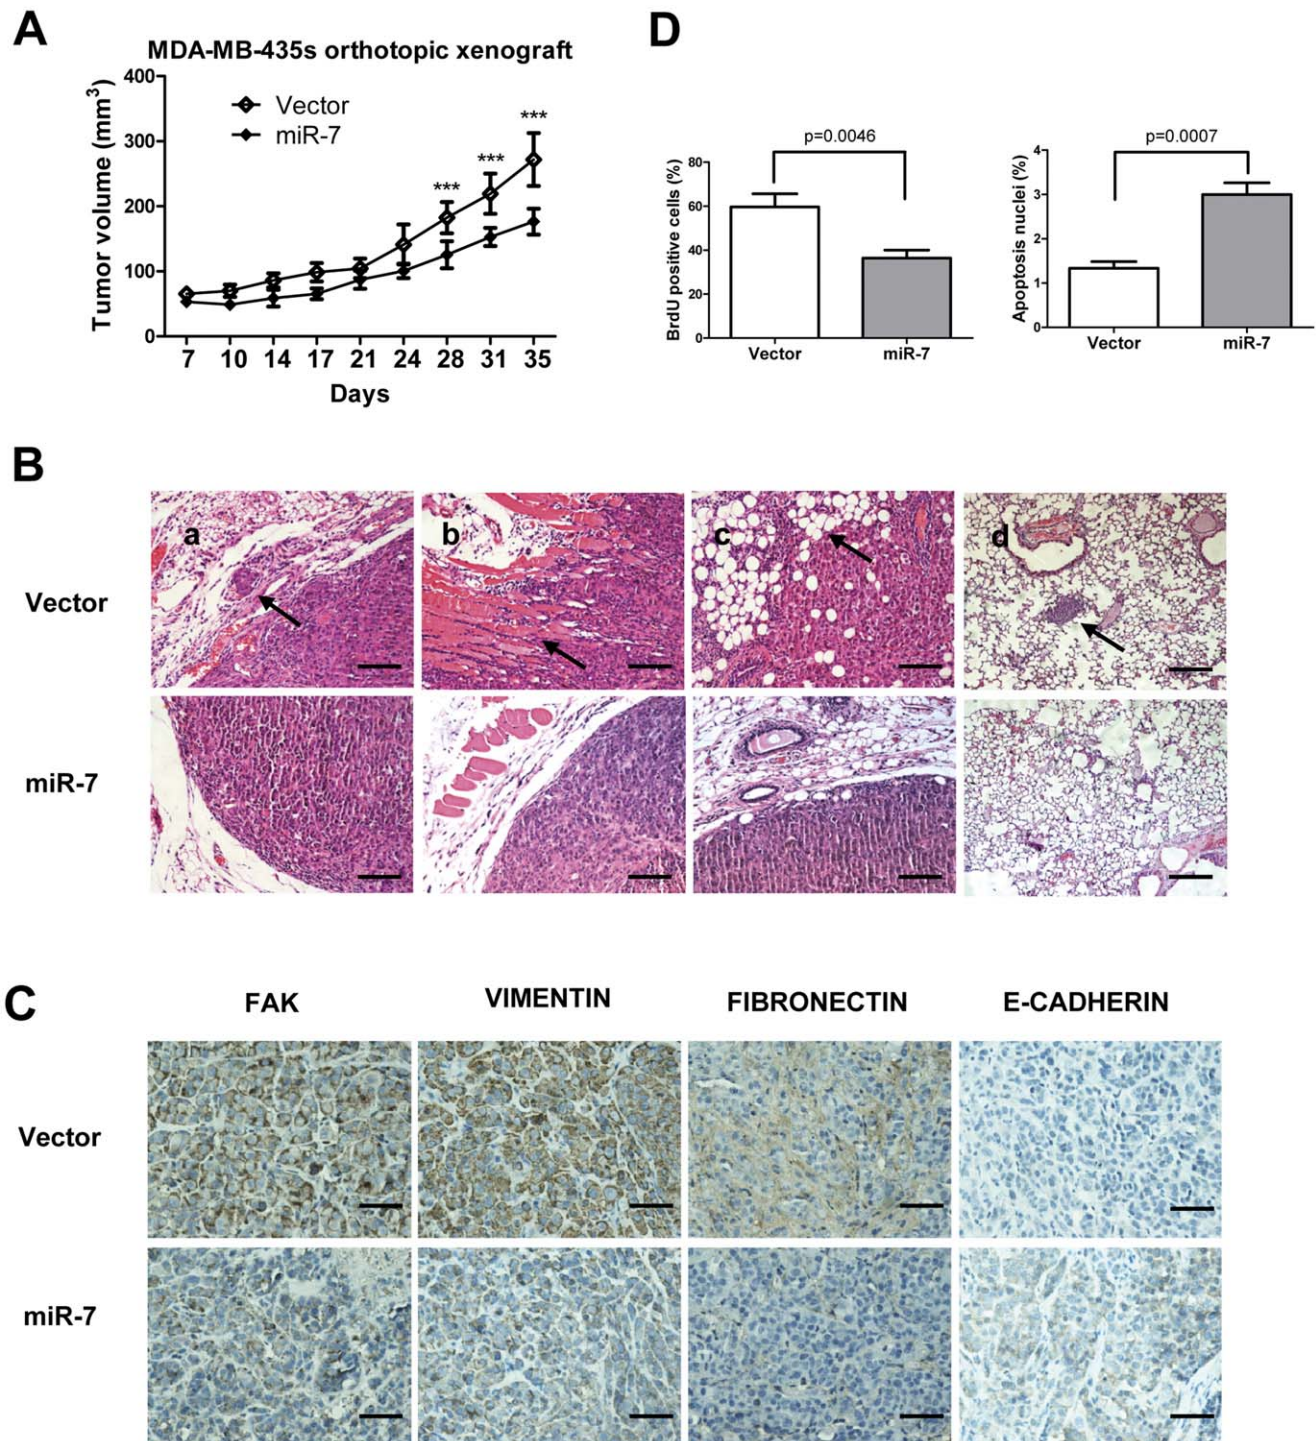 A
MDA-MB-435s orthotopic xenograft
Tumor volume (mm³)
400
300
200
100
0
Vector
miR-7
***
***
***
7 10 14 17 21 24 28 31 35
Days
D
p=0.0046
BrdU positive cells (%)
80
60
40
20
0
Vector miR-7
p=0.0007
Apoptosis nuclei (%)
4
3
2
1
0
Vector miR-7
B
a b c d
Vector
miR-7
C
FAK VIMENTIN FIBRONECTIN E-CADHERIN
Vector
miR-7